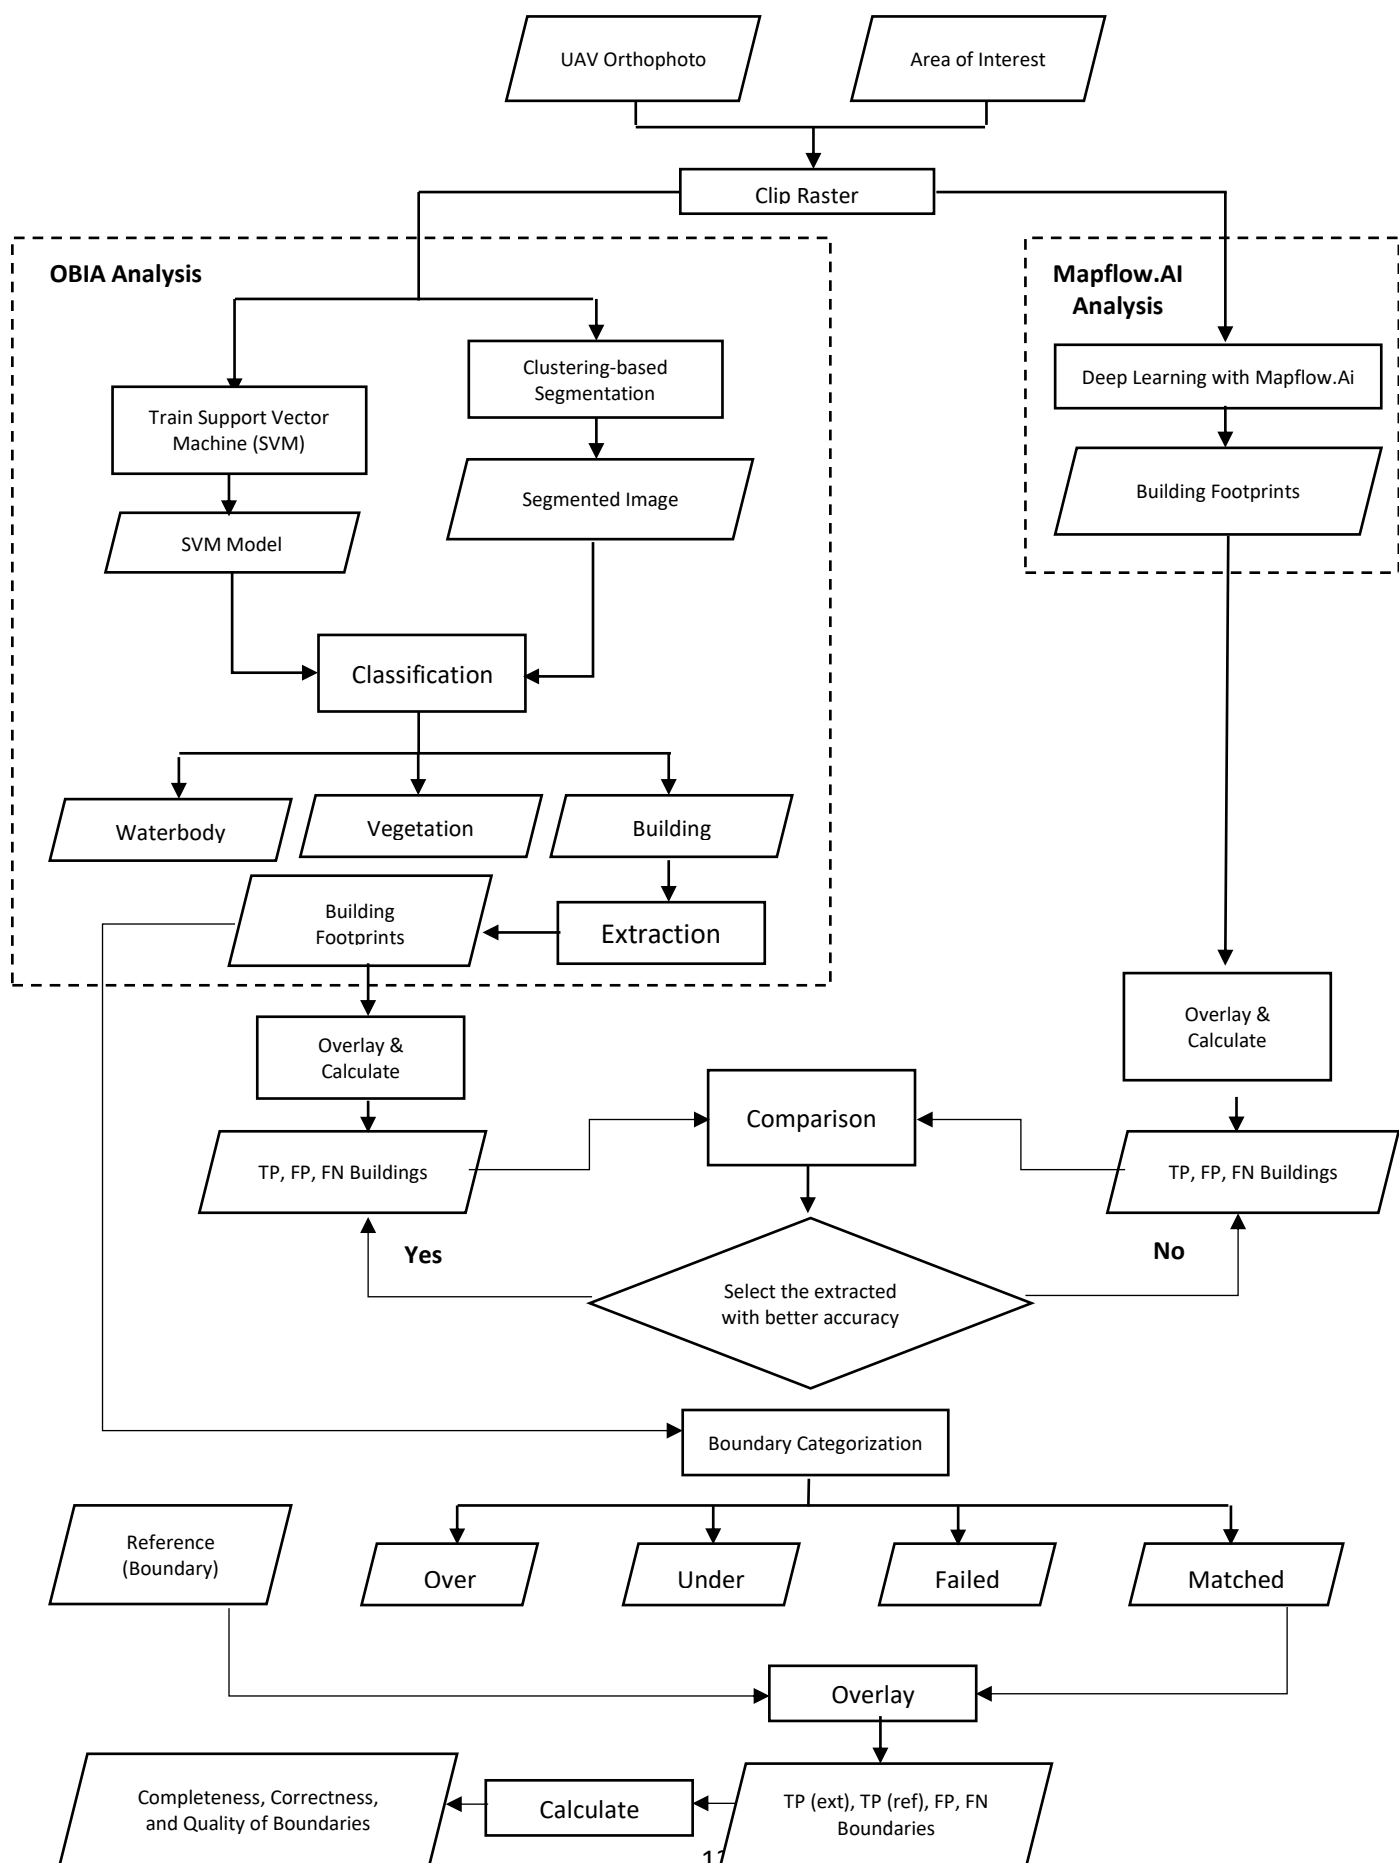 UAV Orthophoto
Area of Interest
Clip Raster
OBIA Analysis
Mapflow.AI
Analysis
Clustering-based
Segmentation
Deep Learning with Mapflow.Ai
Train Support Vector
Machine (SVM)
Segmented Image
Building Footprints
SVM Model
Classification
Waterbody
Vegetation
Building
Building
Footprints
Extraction
Overlay &
Calculate
Overlay &
Calculate
Comparison
TP, FP, FN Buildings
TP, FP, FN Buildings
Yes
No
Select the extracted
with better accuracy
Boundary Categorization
Reference
(Boundary)
Over
Under
Failed
Matched
Overlay
Completeness, Correctness,
and Quality of Boundaries
Calculate
TP (ext), TP (ref), FP, FN
Boundaries